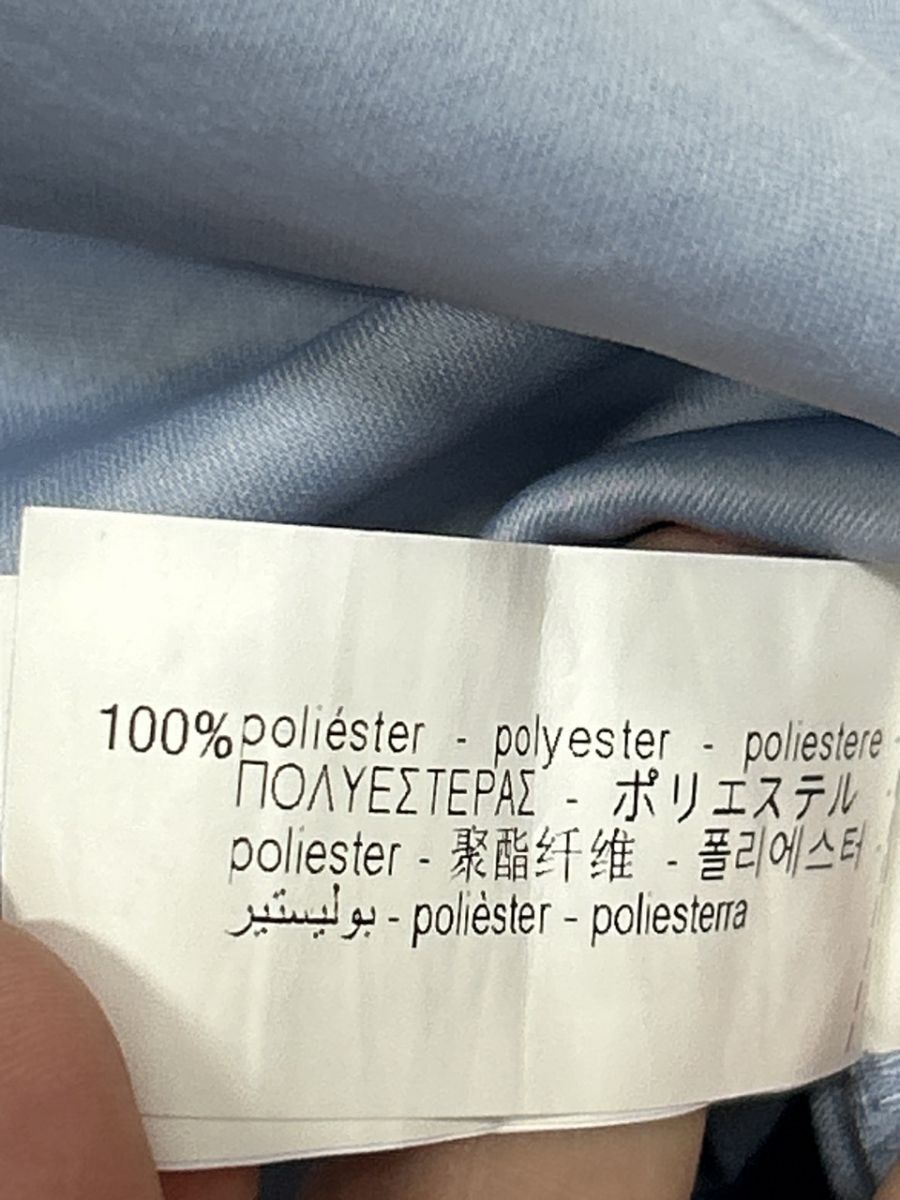 100% poliéster - polyester - poliestere -
ΠΟΛΥΕΣΤΕΡΑΣ - ポリエステル -
poliester - 聚酯纤维 - 폴리에스터 -
بوليستير - polièster - poliesterra